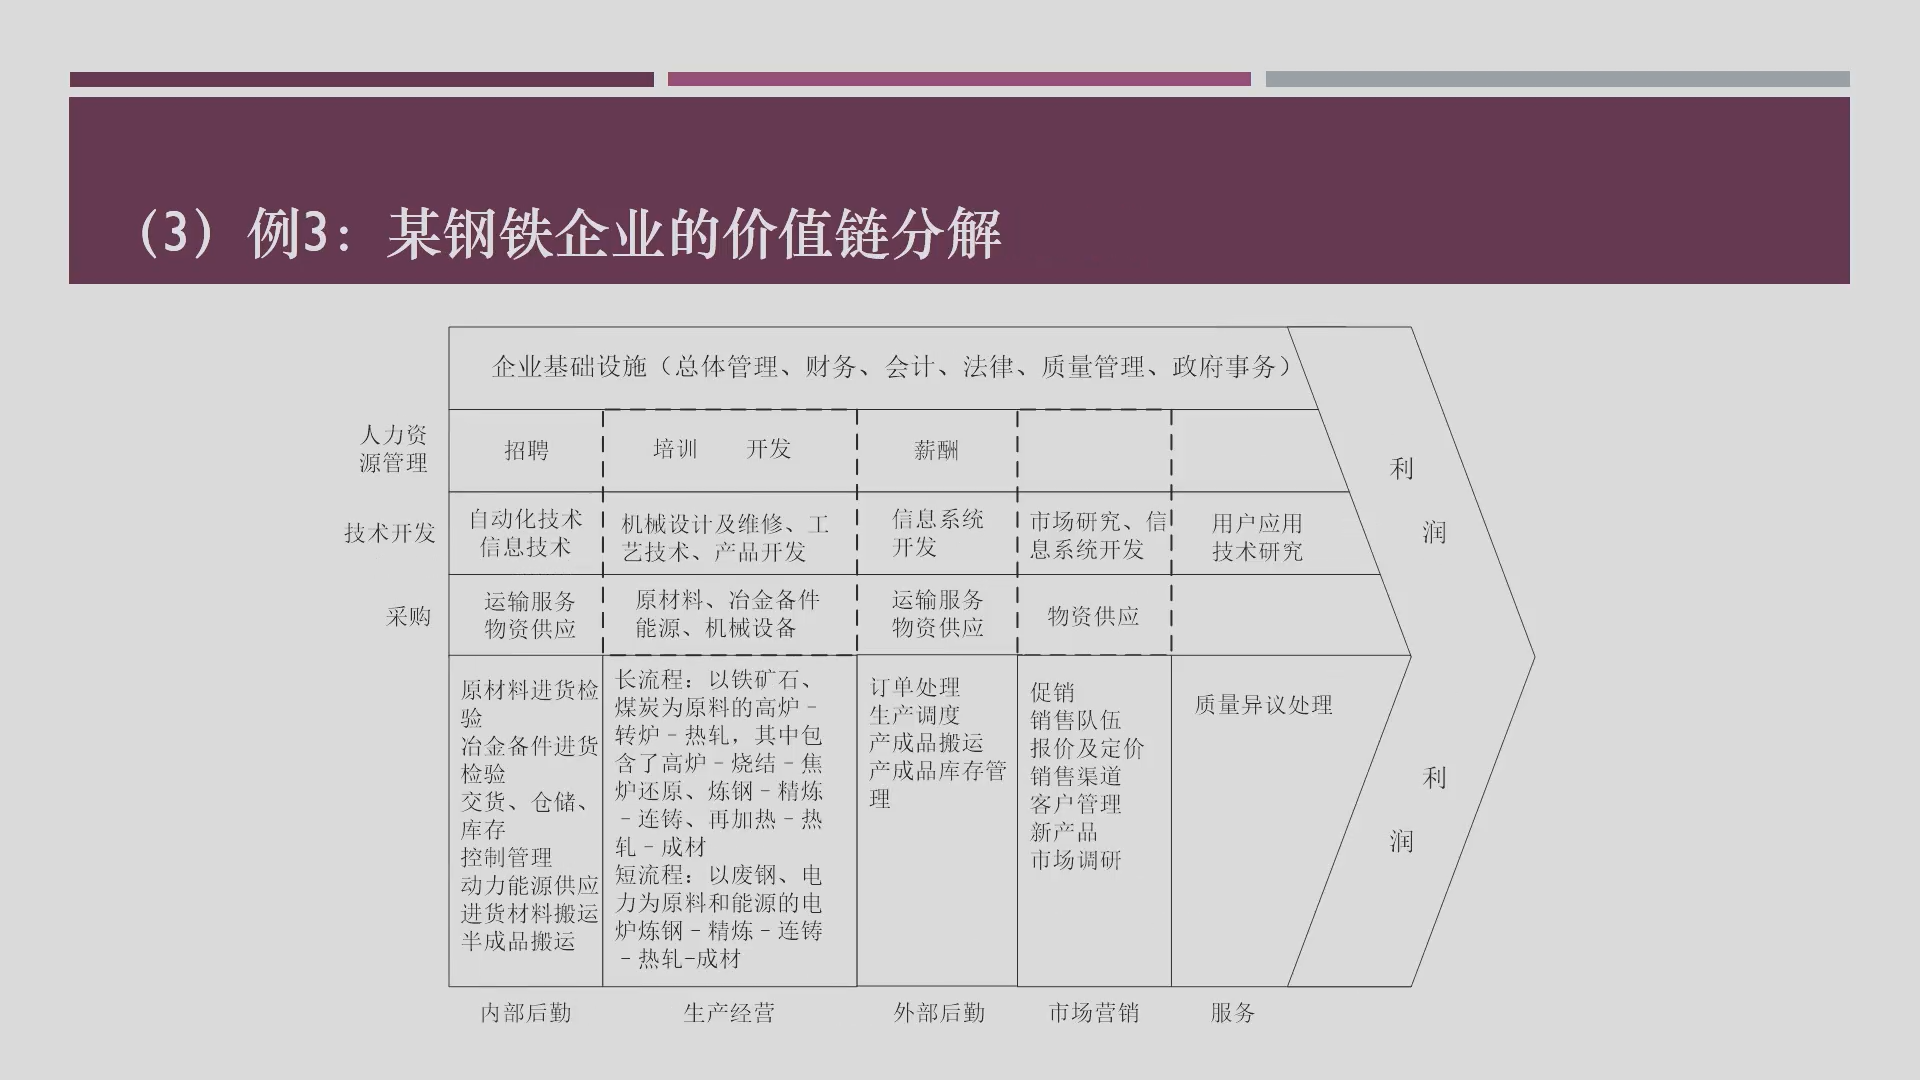 （3）例3：某钢铁企业的价值链分解
企业基础设施（总体管理、财务、会计、法律、质量管理、政府事务）
人力资
源管理
招聘
培训 开发
薪酬
技术开发
自动化技术
信息技术
机械设计及维修、工
艺技术、产品开发
信息系统
开发
市场研究、信
息系统开发
用户应用
技术研究
采购
运输服务
物资供应
原材料、冶金备件
能源、机械设备
运输服务
物资供应
物资供应
原材料进货检
验
冶金备件进货
检验
交货、仓储、
库存
控制管理
动力能源供应
进货材料搬运
半成品搬运
长流程：以铁矿石、
煤炭为原料的高炉－
转炉－热轧，其中包
含了高炉－烧结－焦
炉还原、炼钢－精炼
－连铸、再加热－热
轧－成材
短流程：以废钢、电
力为原料和能源的电
炉炼钢－精炼－连铸
－热轧-成材
订单处理
生产调度
产成品搬运
产成品库存管
理
促销
销售队伍
报价及定价
销售渠道
客户管理
新产品
市场调研
质量异议处理
利
润
利
润
内部后勤
生产经营
外部后勤
市场营销
服务